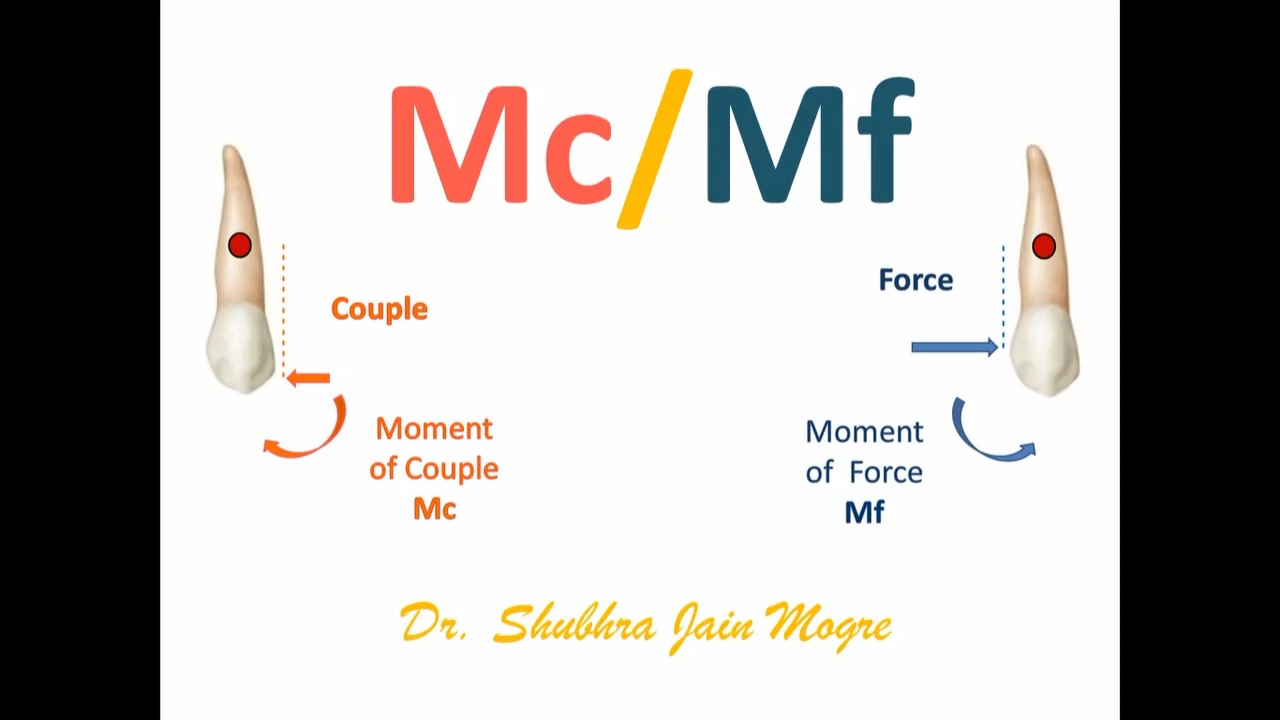 Mc/Mf
Couple
Moment
of Couple
Mc
Force
Moment
of Force
Mf
Dr. Shubhra Jain Mogre